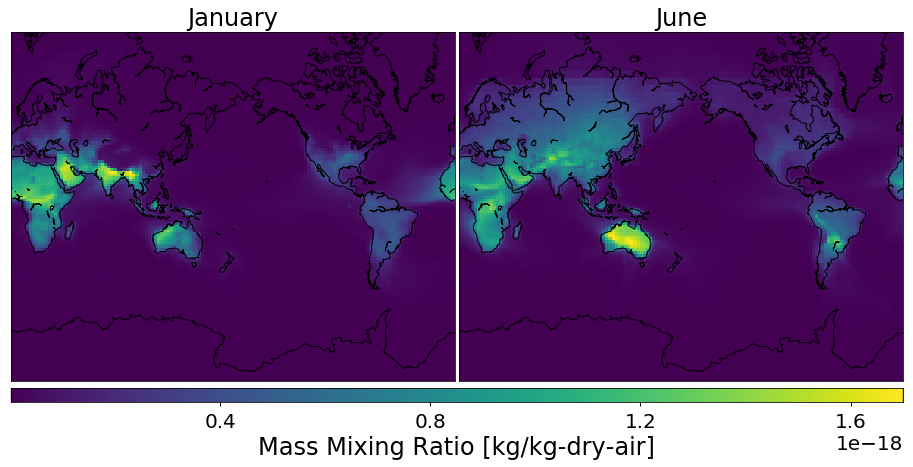 January
June
0.4 0.8 1.2 1.6
1e−18
Mass Mixing Ratio [kg/kg-dry-air]